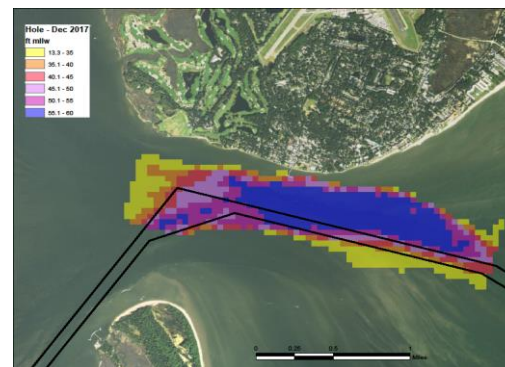 Hole - Dec 2017
ft mllw
13.3 - 35
35.1 - 40
40.1 - 45
45.1 - 50
50.1 - 55
55.1 - 60
0 0.25 0.5 1
Miles